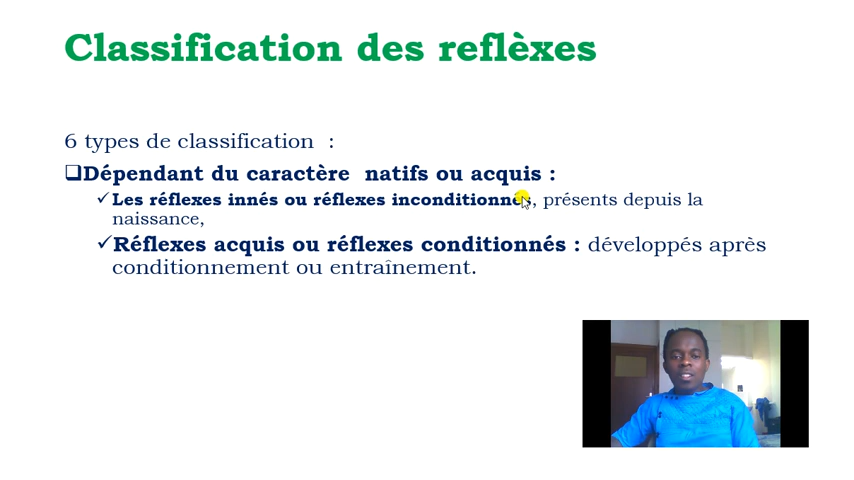 Classification des reflèxes
6 types de classification :
Dépendant du caractère natifs ou acquis :
Les réflexes innés ou réflexes inconditionnés, présents depuis la
naissance,
Réflexes acquis ou réflexes conditionnés : développés après
conditionnement ou entraînement.